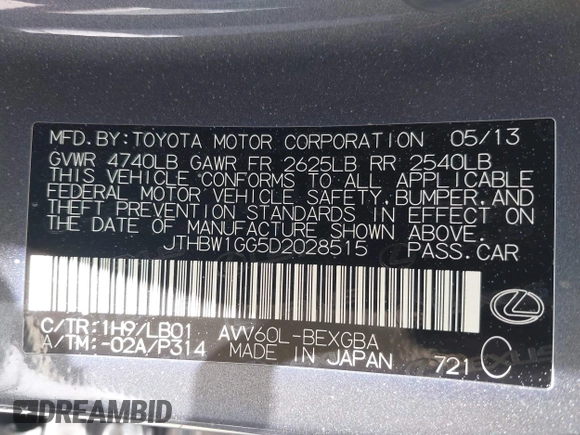 MFD.BY:TOYOTA MOTOR CORPORATION 05/13
GVWR 4740LB GAWR FR 2625LB RR 2540LB
THIS VEHICLE CONFORMS TO ALL APPLICABLE
FEDERAL MOTOR VEHICLE SAFETY,BUMPER,AND
THEFT PREVENTION STANDARDS IN EFFECT ON
THE DATE OF MANUFACTURE SHOWN ABOVE.
JTHBW1GG5D2028515 PASS.CAR
C/TR:1H9/LB01 AVV60L-BEXGBA
A/TM:-02A/P314 MADE IN JAPAN 721 C
DREAMBID